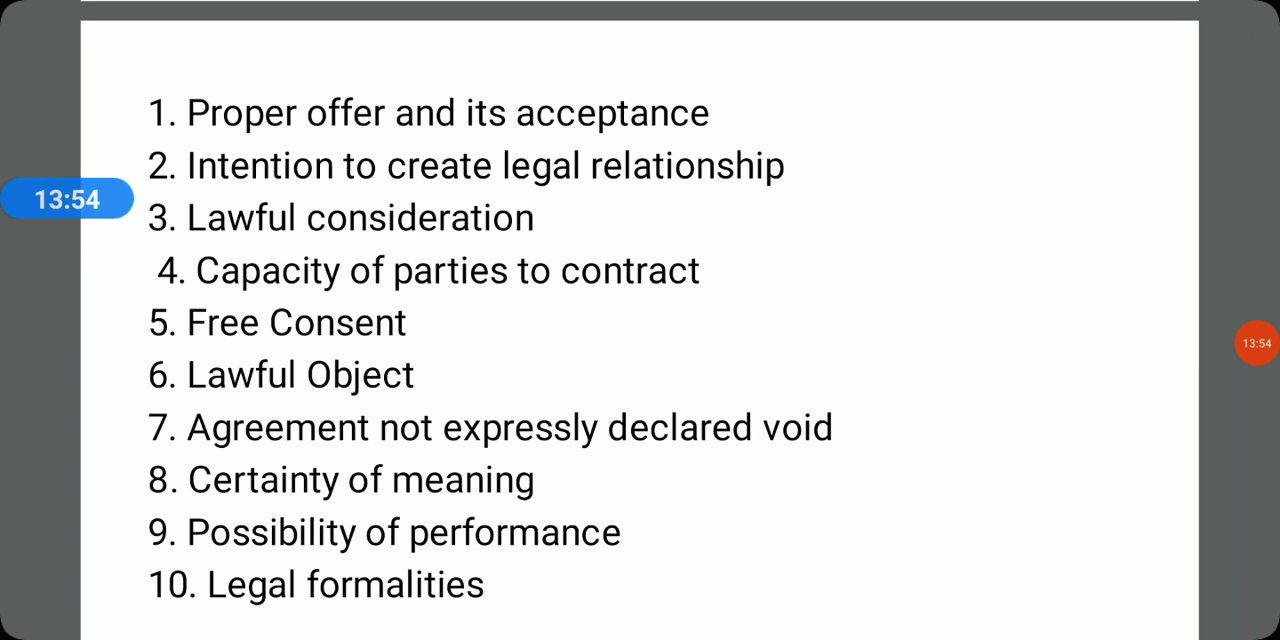 1. Proper offer and its acceptance
2. Intention to create legal relationship
13:54
3. Lawful consideration
4. Capacity of parties to contract
5. Free Consent
13:54
6. Lawful Object
7. Agreement not expressly declared void
8. Certainty of meaning
9. Possibility of performance
10. Legal formalities